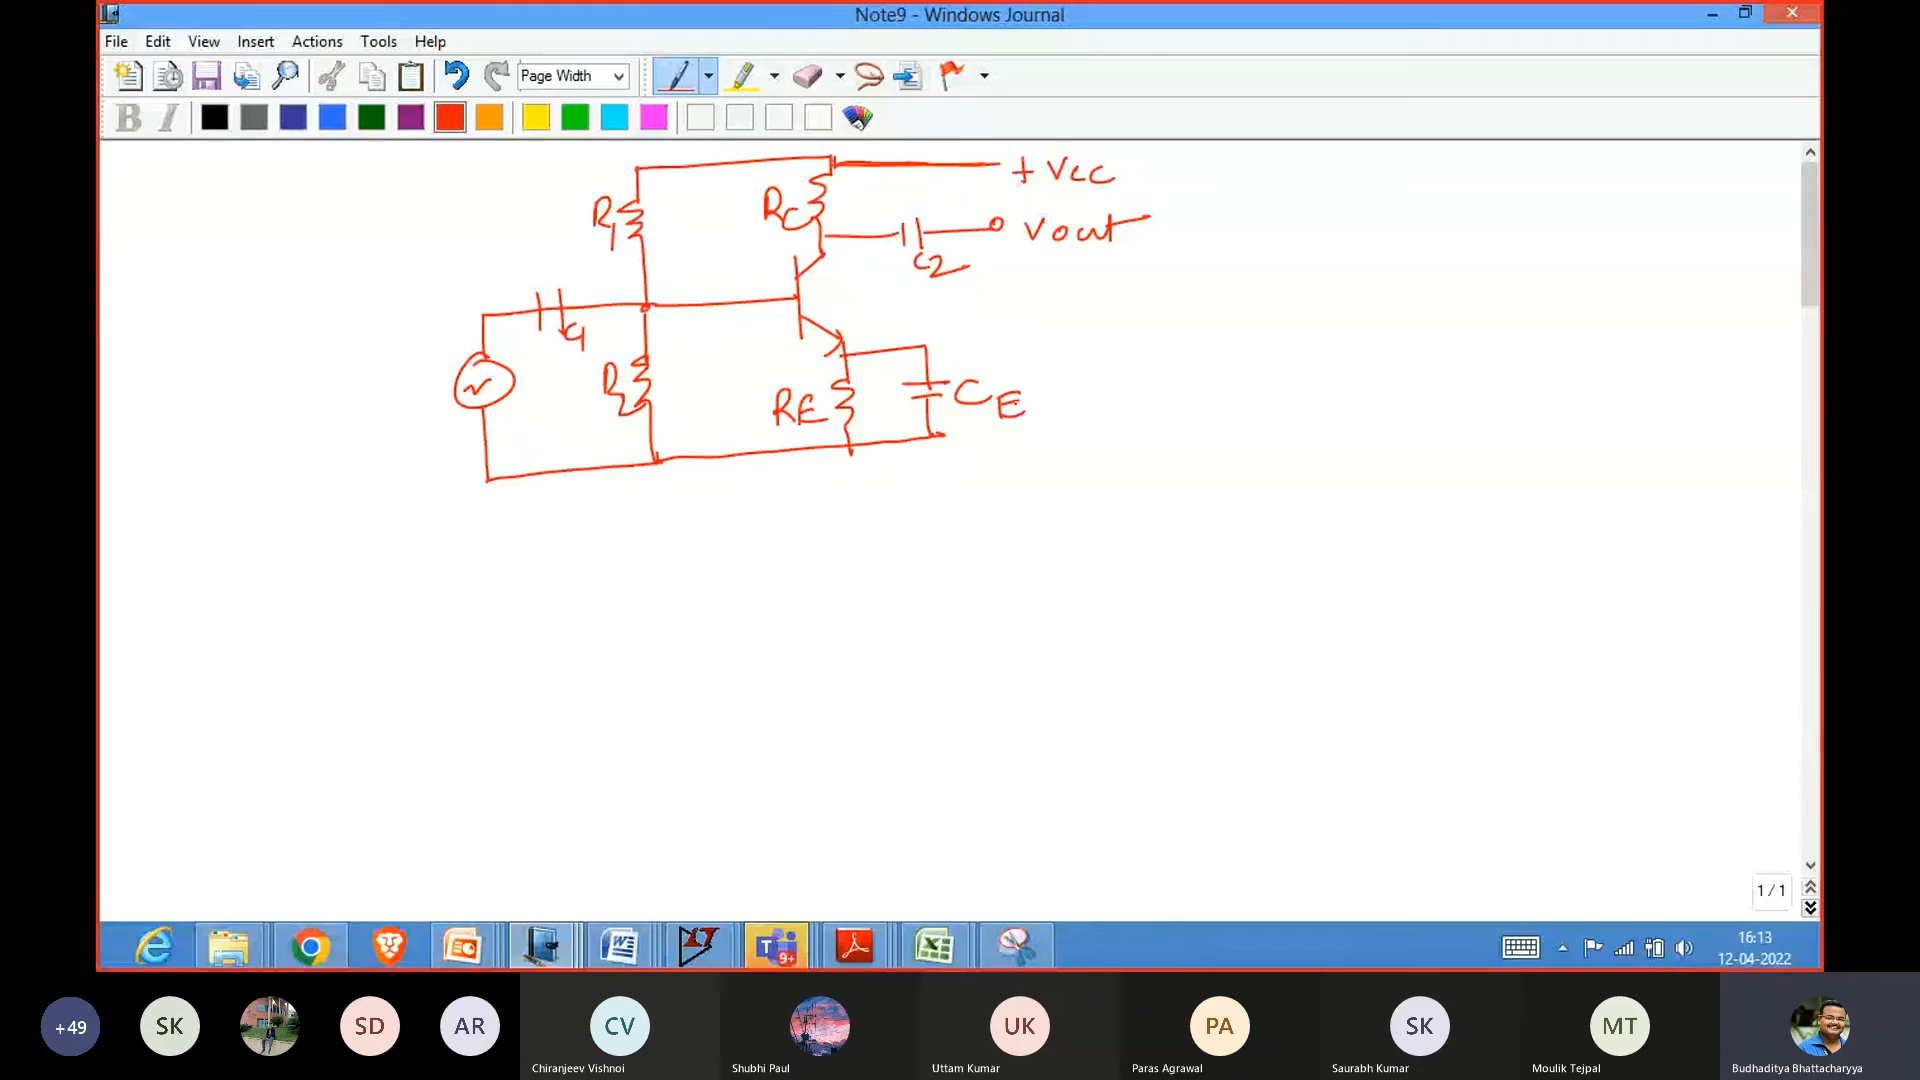 Note9 - Windows Journal
File Edit View Insert Actions Tools Help
Page Width
B I
+ VCC
R1
RC
Vout
C2
C1
R2
RE
CE
1 / 1
T 9+
W
X
16:13
12-04-2022
+49
SK
SD
AR
CV
UK
PA
SK
MT
Chiranjeev Vishnoi
Shubhi Paul
Uttam Kumar
Paras Agrawal
Saurabh Kumar
Moulik Tejpal
Budhaditya Bhattacharyya